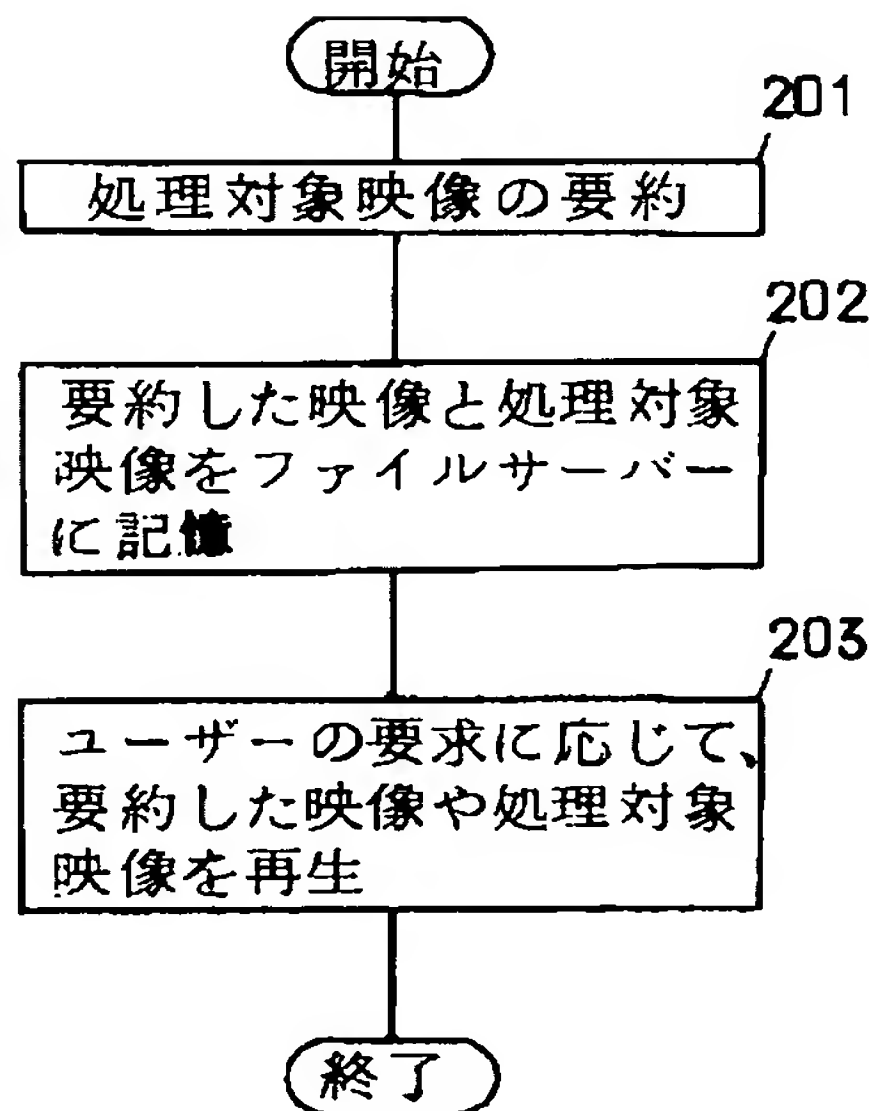 開始
201
処理対象映像の要約
202
要約した映像と処理対象
映像をファイルサーバー
に記憶
203
ユーザーの要求に応じて、
要約した映像や処理対象
映像を再生
終了